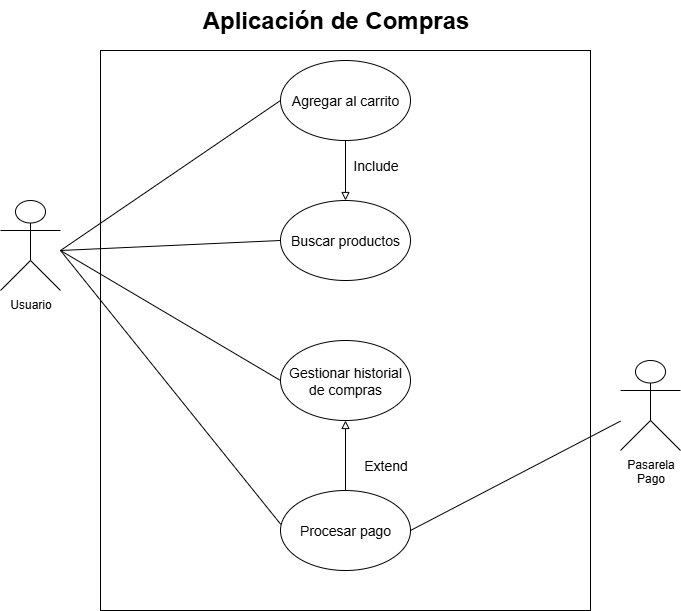 Aplicación de Compras
Agregar al carrito
Include
Buscar productos
Usuario
Gestionar historial
de compras
Extend
Pasarela
Pago
Procesar pago